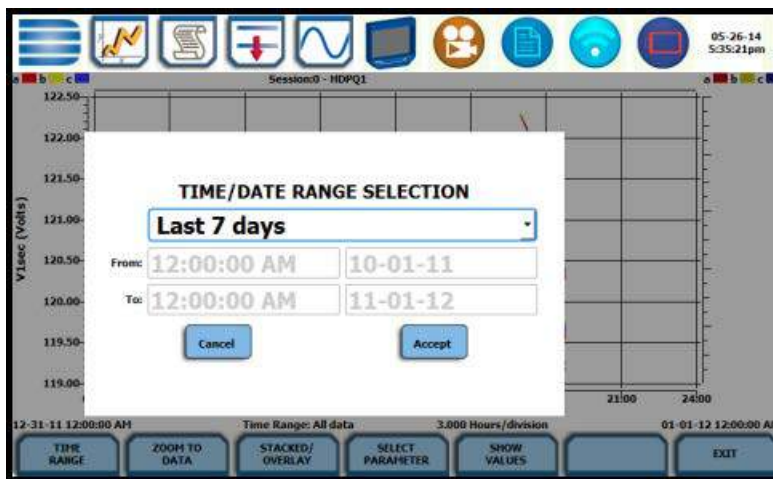 05-26-14
5:35:21pm
a b c
Session:0 - HDPQ1
a b c
122.50
122.00
121.50
121.00
120.50
120.00
119.50
119.00
V1sec (Volts)
TIME/DATE RANGE SELECTION
Last 7 days
From: 12:00:00 AM 10-01-11
To: 12:00:00 AM 11-01-12
Cancel Accept
21:00 24:00
12-31-11 12:00:00 AM Time Range: All data 3.000 Hours/division 01-01-12 12:00:00 A
TIME RANGE
ZOOM TO DATA
STACKED/ OVERLAY
SELECT PARAMETER
SHOW VALUES
EXIT